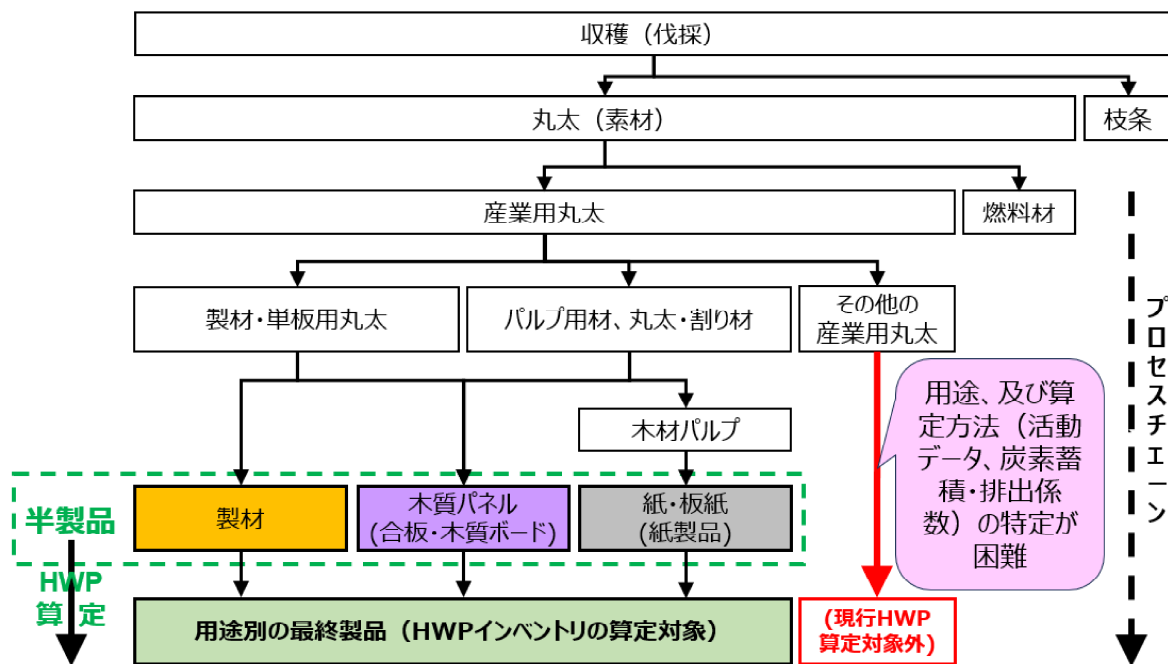 収穫（伐採）
丸太（素材）
枝条
産業用丸太
燃料材
製材・単板用丸太
パルプ用材、丸太・割り材
その他の
産業用丸太
プロセスチェーン
用途、及び算
定方法（活動
データ、炭素蓄
積・排出係
数）の特定が
困難
木材パルプ
半製品
製材
木質パネル
(合板・木質ボード)
紙・板紙
(紙製品)
HWP
算定
用途別の最終製品（HWPインベントリの算定対象）
(現行HWP
算定対象外)